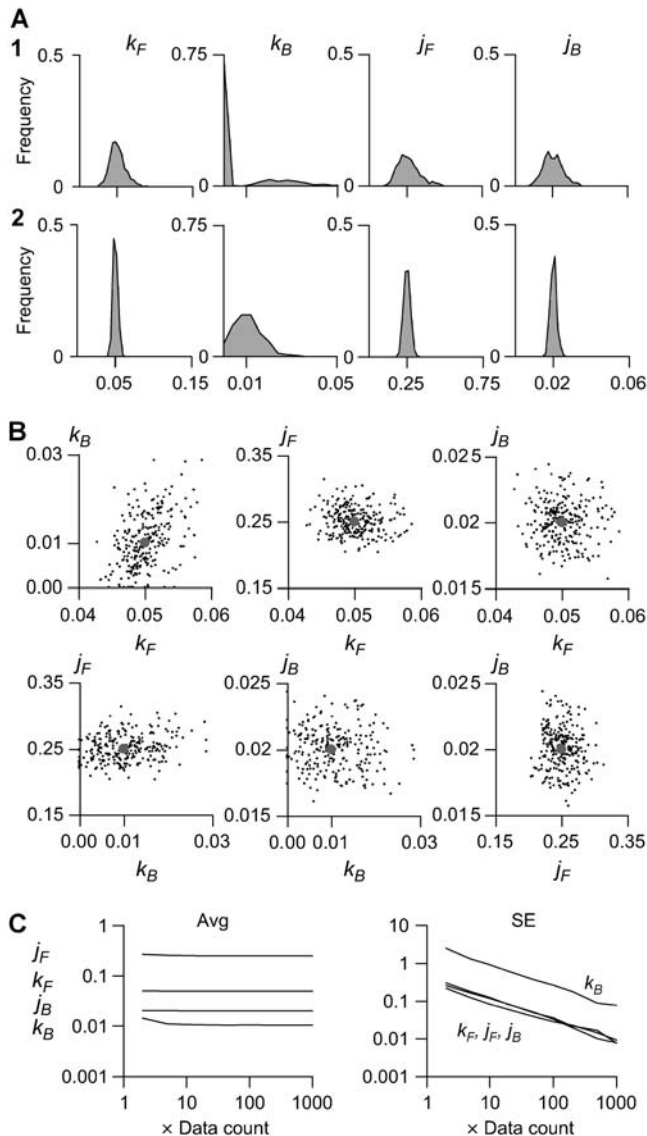 A
1
k_F k_B j_F j_B
0.5 0.75 0.5 0.5
Frequency
0 0 0 0
2
0.5 0.75 0.5 0.5
Frequency
0 0 0 0
0.05 0.15 0.01 0.05 0.25 0.75 0.02 0.06
B
k_B j_F j_B
0.03 0.35 0.025
0.01 0.25 0.020
0.00 0.15 0.015
0.04 0.05 0.06 0.04 0.05 0.06 0.04 0.05 0.06
k_F k_F k_F
j_F j_B j_B
0.35 0.025 0.025
0.25 0.020 0.020
0.15 0.015 0.015
0.00 0.01 0.03 0.00 0.01 0.03 0.15 0.25 0.35
k_B k_B j_F
C
Avg SE
j_F
k_F
j_B
k_B
1
0.1
0.01
0.001
1 10 100 1000
× Data count
10
1
0.1
0.01
0.001
k_B
k_F, j_F, j_B
1 10 100 1000
× Data count